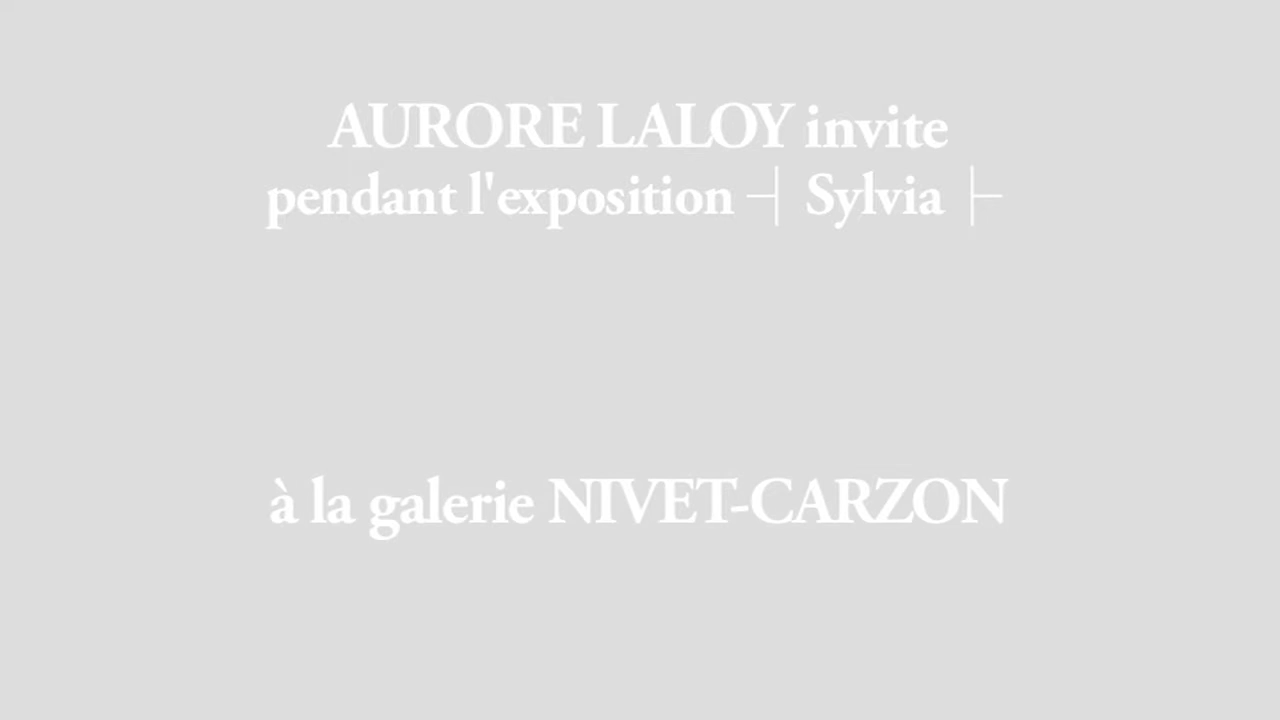 AURORE LALOY invite
pendant l'exposition ┤ Sylvia ├
à la galerie NIVET-CARZON